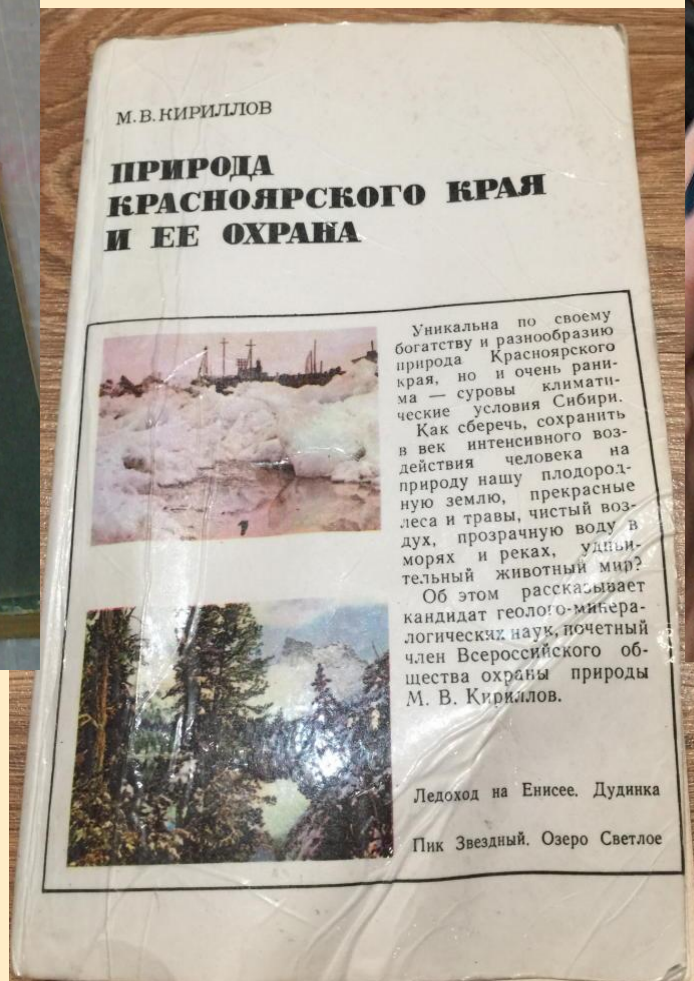 М. В. КИРИЛЛОВ
ПРИРОДА
КРАСНОЯРСКОГО КРАЯ
И ЕЕ ОХРАНА
Уникальна по своему
богатству и разнообразию
природа Красноярского
края, но и очень рани-
ма — суровы климати-
ческие условия Сибири.
Как сберечь, сохранить
в век интенсивного воз-
действия человека на
природу нашу плодород-
ную землю, прекрасные
леса и травы, чистый воз-
дух, прозрачную воду в
морях и реках, удиви-
тельный животный мир?
Об этом рассказывает
кандидат геолого-минера-
логических наук, почетный
член Всероссийского об-
щества охраны природы
М. В. Кириллов.
Ледоход на Енисее. Дудинка
Пик Звездный. Озеро Светлое